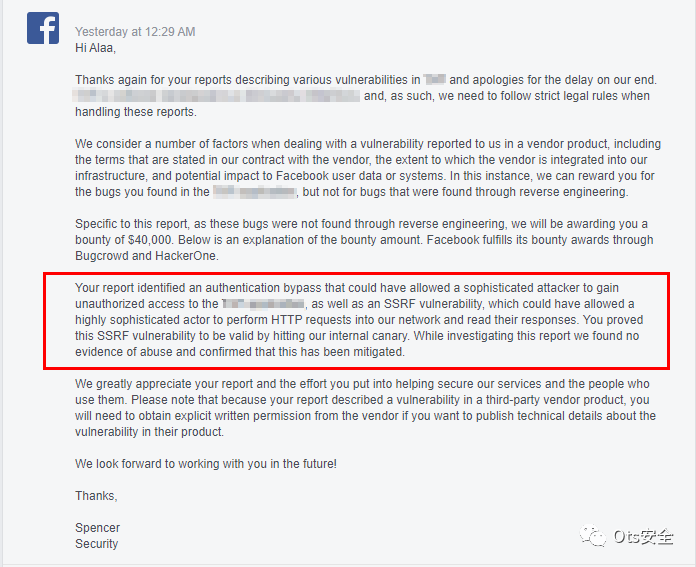 Yesterday at 12:29 AM
Hi Alaa,
Thanks again for your reports describing various vulnerabilities in and apologies for the delay on our end.
and, as such, we need to follow strict legal rules when
handling these reports.
We consider a number of factors when dealing with a vulnerability reported to us in a vendor product, including
the terms that are stated in our contract with the vendor, the extent to which the vendor is integrated into our
infrastructure, and potential impact to Facebook user data or systems. In this instance, we can reward you for
the bugs you found in the , but not for bugs that were found through reverse engineering.
Specific to this report, as these bugs were not found through reverse engineering, we will be awarding you a
bounty of $40,000. Below is an explanation of the bounty amount. Facebook fulfills its bounty awards through
Bugcrowd and HackerOne.
Your report identified an authentication bypass that could have allowed a sophisticated attacker to gain
unauthorized access to the , as well as an SSRF vulnerability, which could have allowed a
highly sophisticated actor to perform HTTP requests into our network and read their responses. You proved
this SSRF vulnerability to be valid by hitting our internal canary. While investigating this report we found no
evidence of abuse and confirmed that this has been mitigated.
We greatly appreciate your report and the effort you put into helping secure our services and the people who
use them. Please note that because your report described a vulnerability in a third-party vendor product, you
will need to obtain explicit written permission from the vendor if you want to publish technical details about the
vulnerability in their product.
We look forward to working with you in the future!
Thanks,
Spencer
Security
Ots安全